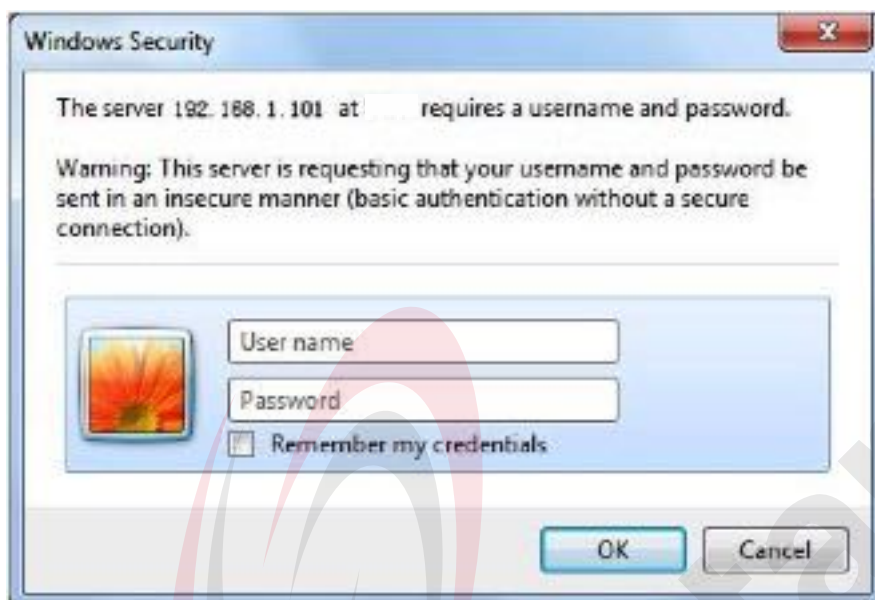 Windows Security
The server 192.168.1.101 at requires a username and password.
Warning: This server is requesting that your username and password be
sent in an insecure manner (basic authentication without a secure
connection).
User name
Password
Remember my credentials
OK
Cancel